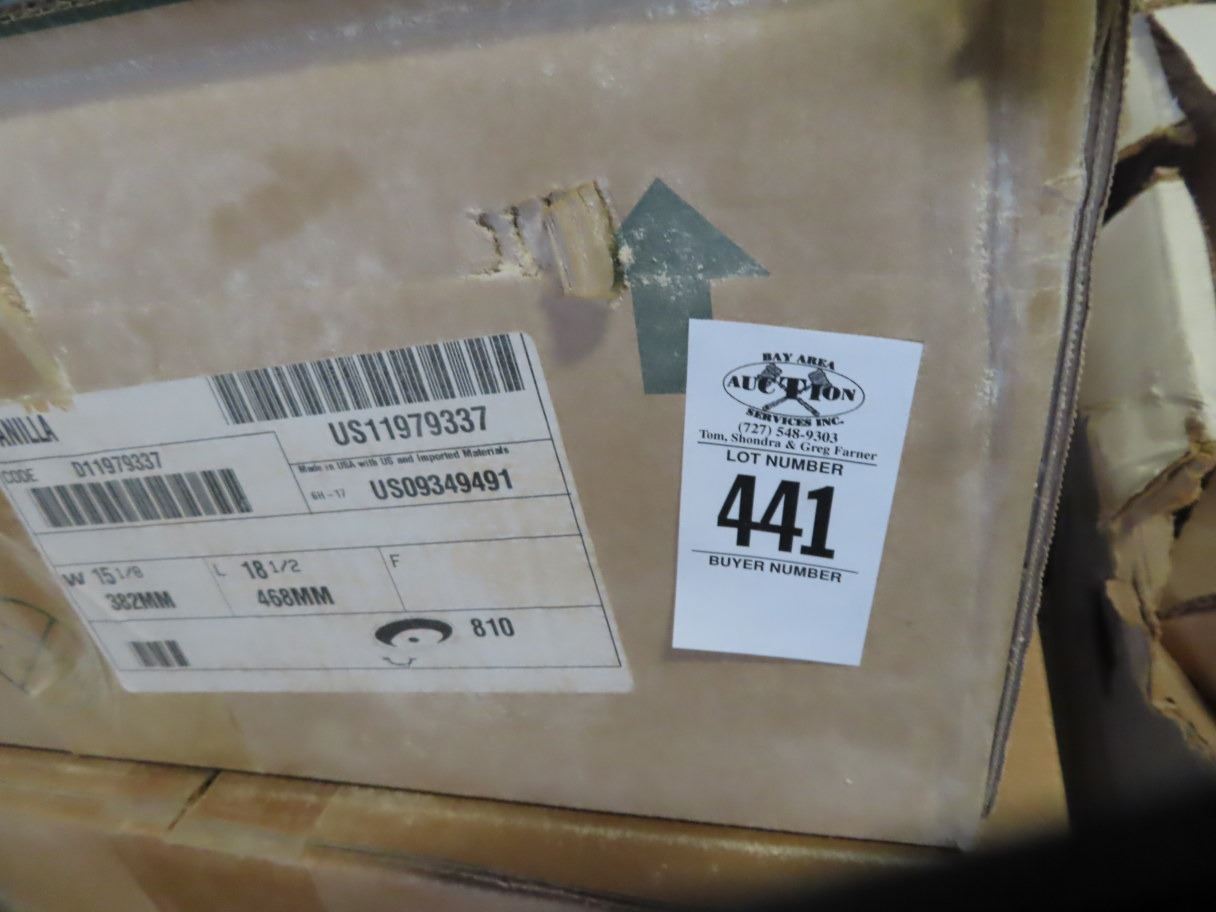 ANILLA
US11979337
Made in USA with US and Imported Materials
6H-17 US09349491
CODE D11979337
W 15 1/8
382MM
L 18 1/2
468MM
F
810
BAY AREA
AUCTION
SERVICES INC.
(727) 548-9303
Tom, Shondra & Greg Farner
LOT NUMBER
441
BUYER NUMBER